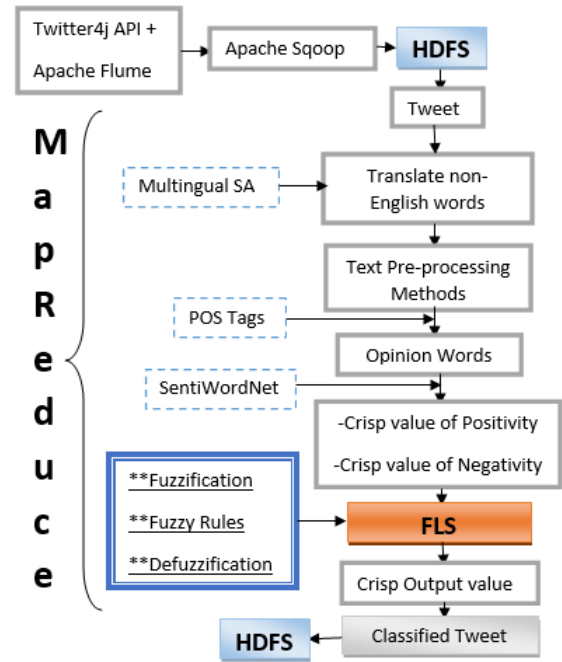 Twitter4j API +
Apache Flume
Apache Sqoop
HDFS
Tweet
MapReduce
Multingual SA
Translate non-
English words
Text Pre-processing
Methods
POS Tags
Opinion Words
SentiWordNet
-Crisp value of Positivity
-Crisp value of Negativity
**Fuzzification
**Fuzzy Rules
**Defuzzification
FLS
Crisp Output value
Classified Tweet
HDFS